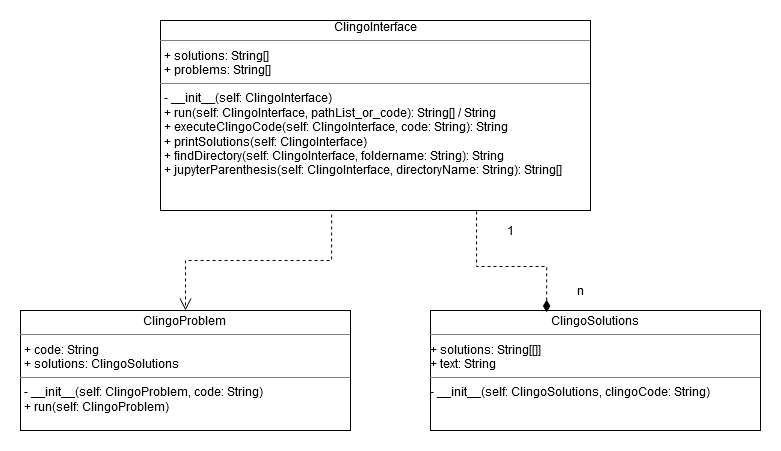 ClingoInterface
+ solutions: String[]
+ problems: String[]
- __init__(self: ClingoInterface)
+ run(self: ClingoInterface, pathList_or_code): String[] / String
+ executeClingoCode(self: ClingoInterface, code: String): String
+ printSolutions(self: ClingoInterface)
+ findDirectory(self: ClingoInterface, foldername: String): String
+ jupyterParenthesis(self: ClingoInterface, directoryName: String): String[]
1
n
ClingoProblem
+ code: String
+ solutions: ClingoSolutions
- __init__(self: ClingoProblem, code: String)
+ run(self: ClingoProblem)
ClingoSolutions
+ solutions: String[[]]
+ text: String
- __init__(self: ClingoSolutions, clingoCode: String)